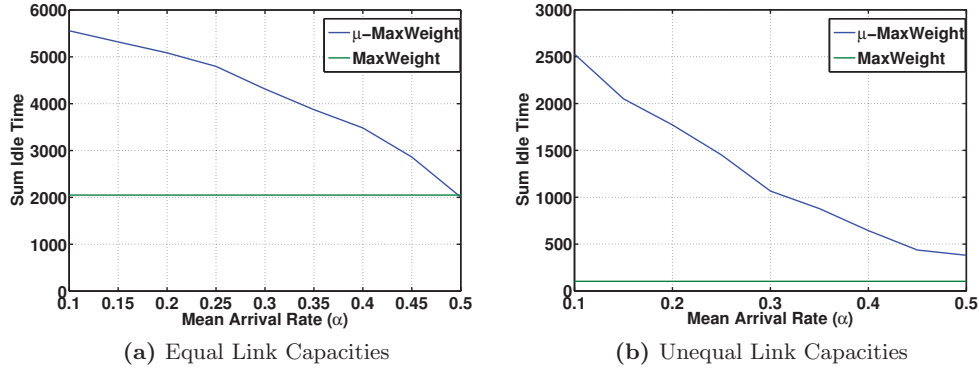 6000
5000
4000
3000
2000
1000
0
Sum Idle Time
μ-MaxWeight
MaxWeight
0.1 0.15 0.2 0.25 0.3 0.35 0.4 0.45 0.5
Mean Arrival Rate (α)
(a) Equal Link Capacities
3000
2500
2000
1500
1000
500
0
Sum Idle Time
μ-MaxWeight
MaxWeight
0.1 0.2 0.3 0.4 0.5
Mean Arrival Rate (α)
(b) Unequal Link Capacities